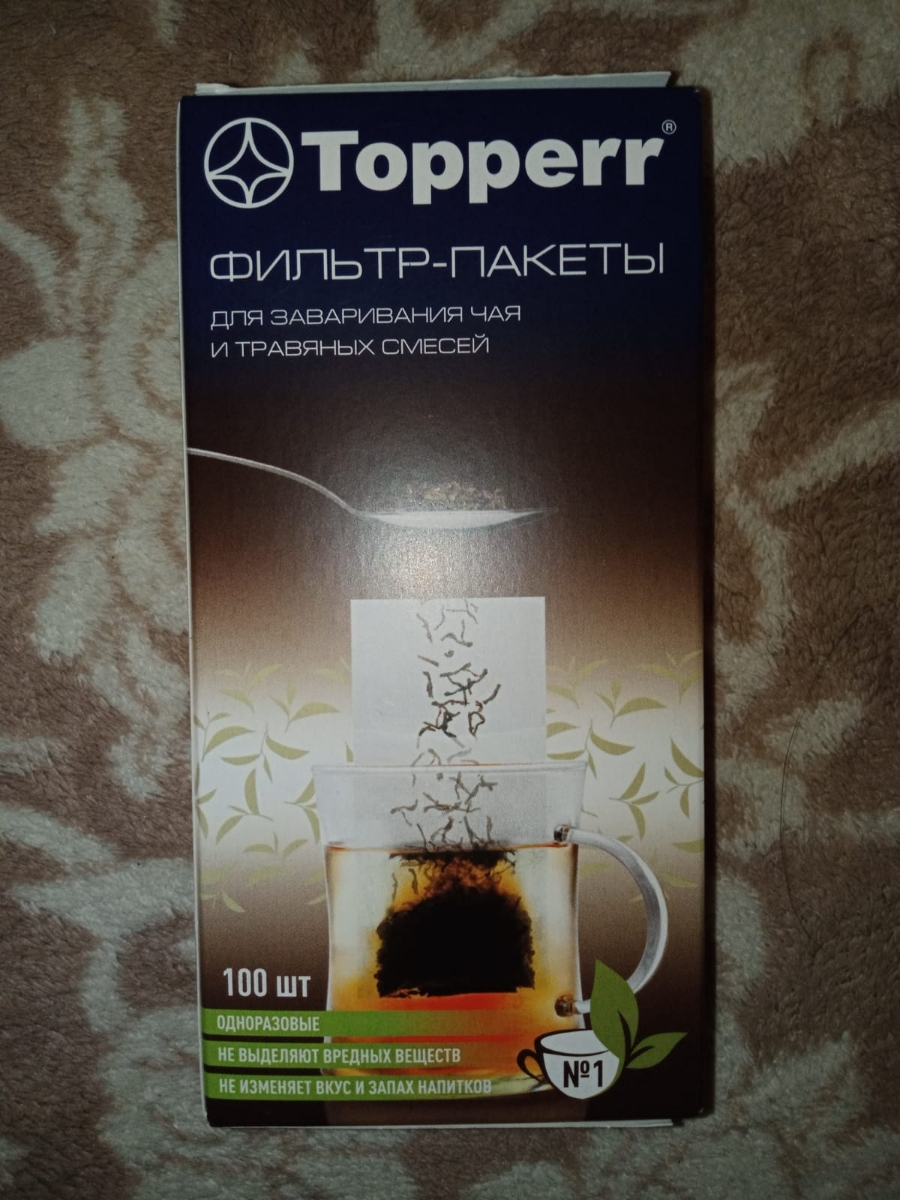 Topperr®
ФИЛЬТР-ПАКЕТЫ
ДЛЯ ЗАВАРИВАНИЯ ЧАЯ
И ТРАВЯНЫХ СМЕСЕЙ
100 ШТ
ОДНОРАЗОВЫЕ
НЕ ВЫДЕЛЯЮТ ВРЕДНЫХ ВЕЩЕСТВ
НЕ ИЗМЕНЯЕТ ВКУС И ЗАПАХ НАПИТКОВ
№1